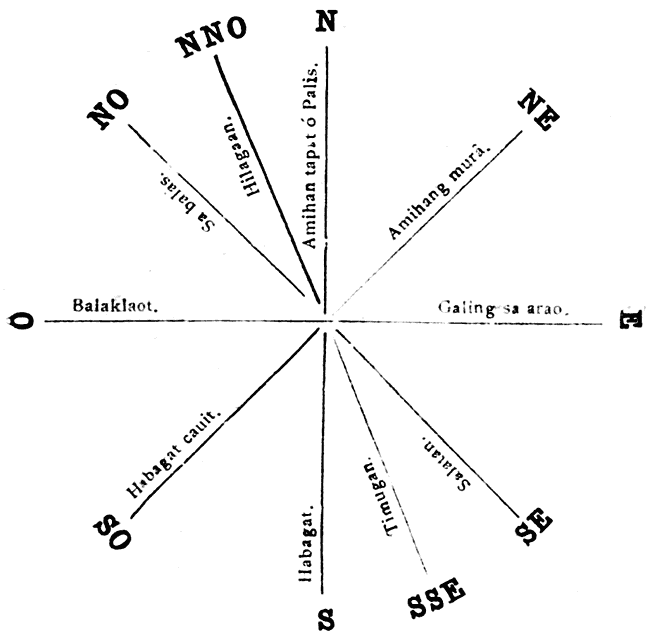 N
NNO
NO
NE
Amihan tapat ó Palis.
Hilagaan.
Sa balas.
Amihang murâ.
Balaklaot.
Galing sa arao.
O
E
Habagat cauit.
Habagat.
Timugan.
Salatan.
SO
SE
SSE
S